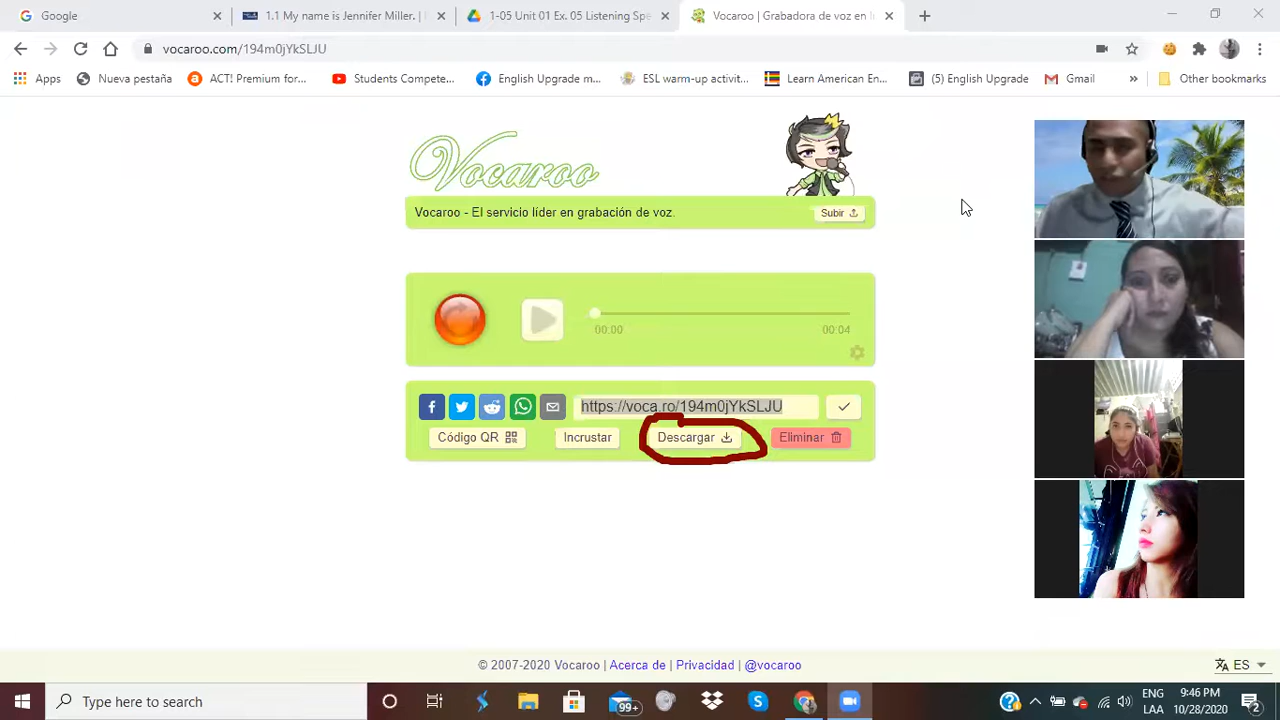 Google
1.1 My name is Jennifer Miller. |
1-05 Unit 01 Ex. 05 Listening Spe
Vocaroo | Grabadora de voz en lí
vocaroo.com/194m0jYkSLJU
Apps
Nueva pestaña
ACT! Premium for...
Students Compete...
English Upgrade m...
ESL warm-up activit...
Learn American En...
(5) English Upgrade
Gmail
»
Other bookmarks
Vocaroo
Vocaroo - El servicio líder en grabación de voz.
Subir
00:00
00:04
https://voca.ro/194m0jYkSLJU
Código QR
Incrustar
Descargar
Eliminar
© 2007-2020 Vocaroo | Acerca de | Privacidad | @vocaroo
ES
Type here to search
99+
ENG
LAA
9:46 PM
10/28/2020
2